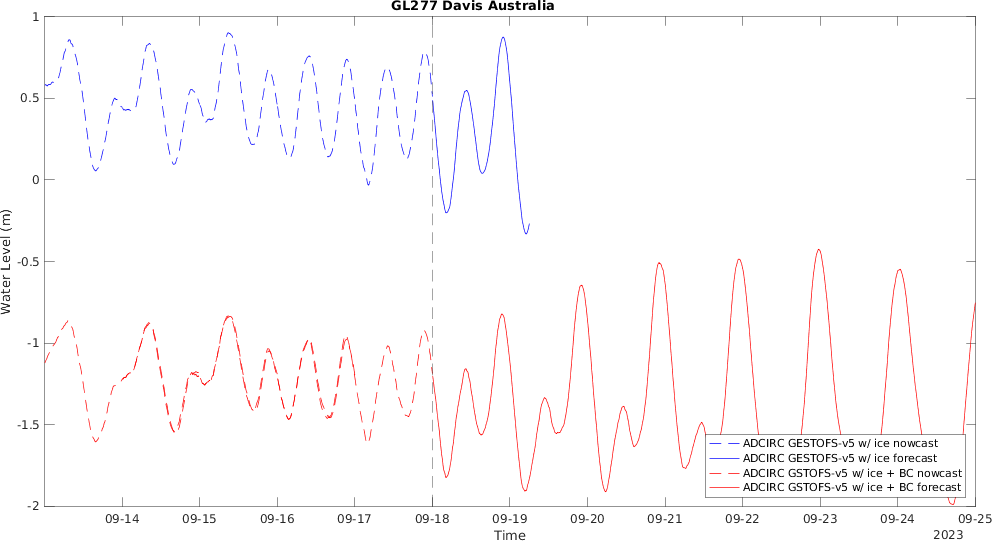 GL277 Davis Australia
Water Level (m)
1
0.5
0
-0.5
-1
-1.5
-2
ADCIRC GESTOFS-v5 w/ ice nowcast
ADCIRC GESTOFS-v5 w/ ice forecast
ADCIRC GSTOFS-v5 w/ ice + BC nowcast
ADCIRC GSTOFS-v5 w/ ice + BC forecast
09-14 09-15 09-16 09-17 09-18 09-19 09-20 09-21 09-22 09-23 09-24 09-25
Time
2023